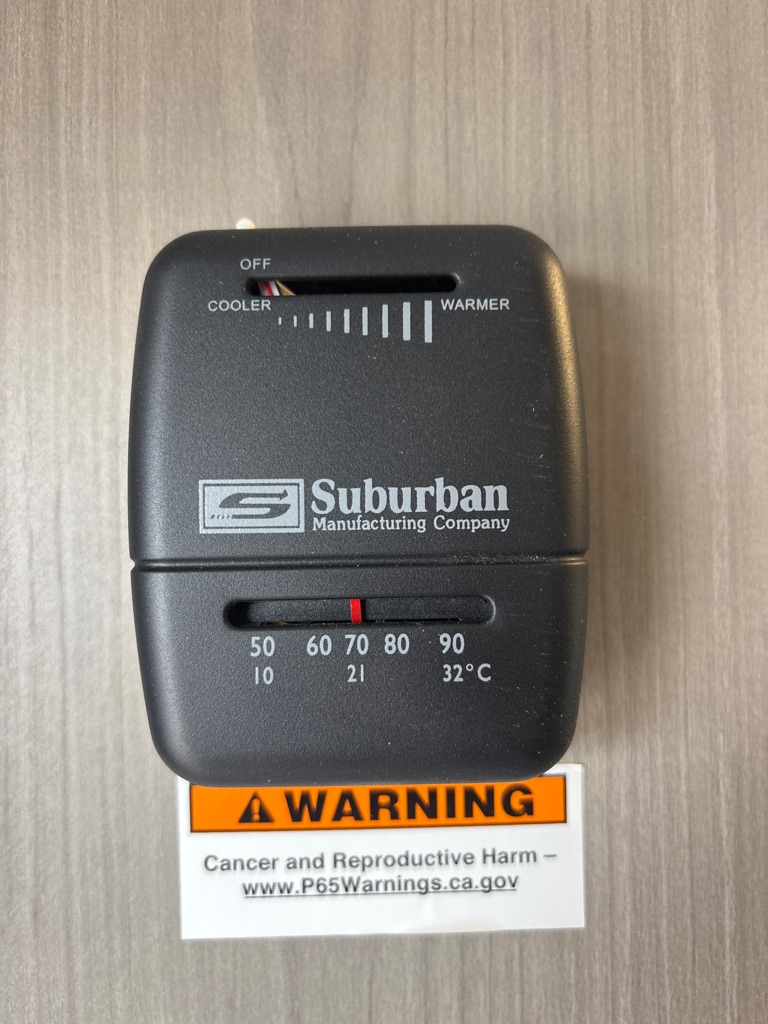 OFF
COOLER WARMER
Suburban
Manufacturing Company
50 60 70 80 90
10 21 32°C
WARNING
Cancer and Reproductive Harm –
www.P65Warnings.ca.gov